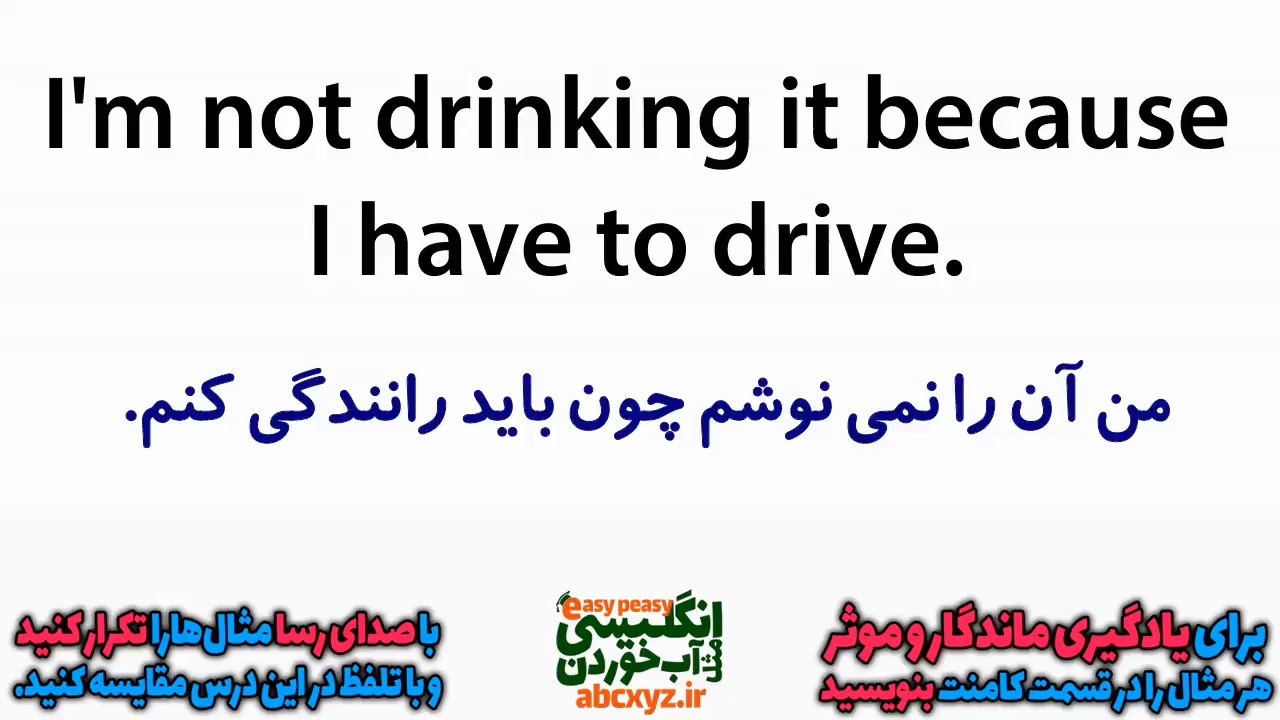 I'm not drinking it because
I have to drive.
من آن را نمی نوشم چون باید رانندگی کنم.
برای یادگیری ماندگار و موثر
هر مثال را در قسمت کامنت بنویسید
easy peasy
انگلیسی
مثل آب خوردن
abcxyz.ir
با صدای رسا مثال‌ها را تکرار کنید
و با تلفظ در این درس مقایسه کنید.